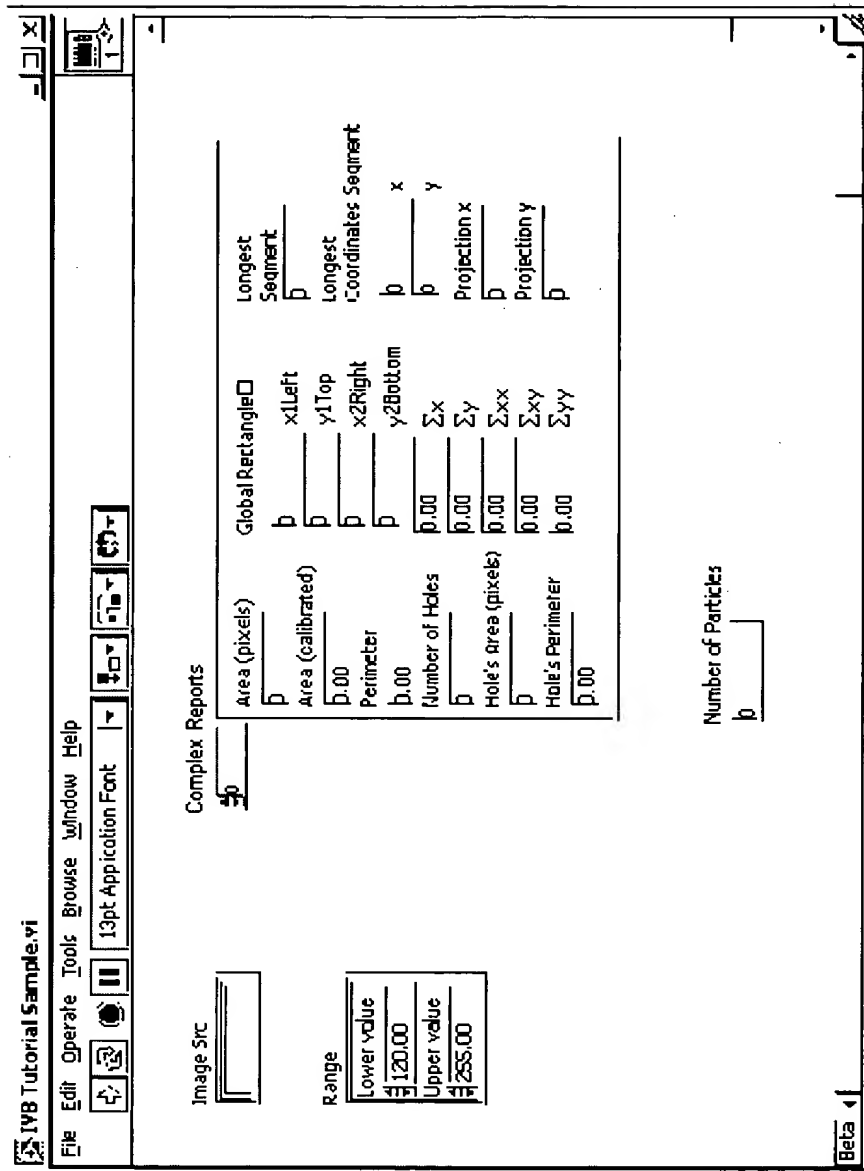 IVB Tutorial Sample.vi
File Edit Operate Tools Browse Window Help
13pt Appication Font
1
Image Src
Range
Lower value
120.00
Upper value
255.00
Complex Reports
0
Area (pixels)
0
Area (calibrated)
0.00
Perimeter
0.00
Number of Holes
0
Hole's Area (pixels)
0
Hole's Perimeter
0.00
Global Rectangle
0 x1Left
0 y1Top
0 x2Right
0 y2Bottom
0.00 Σx
0.00 Σy
0.00 Σxx
0.00 Σxy
0.00 Σyy
Longest
Segment
0
Longest
Coordinates Segment
0 x
0 y
Projection x
0
Projection y
0
Number of Particles
0
Beta